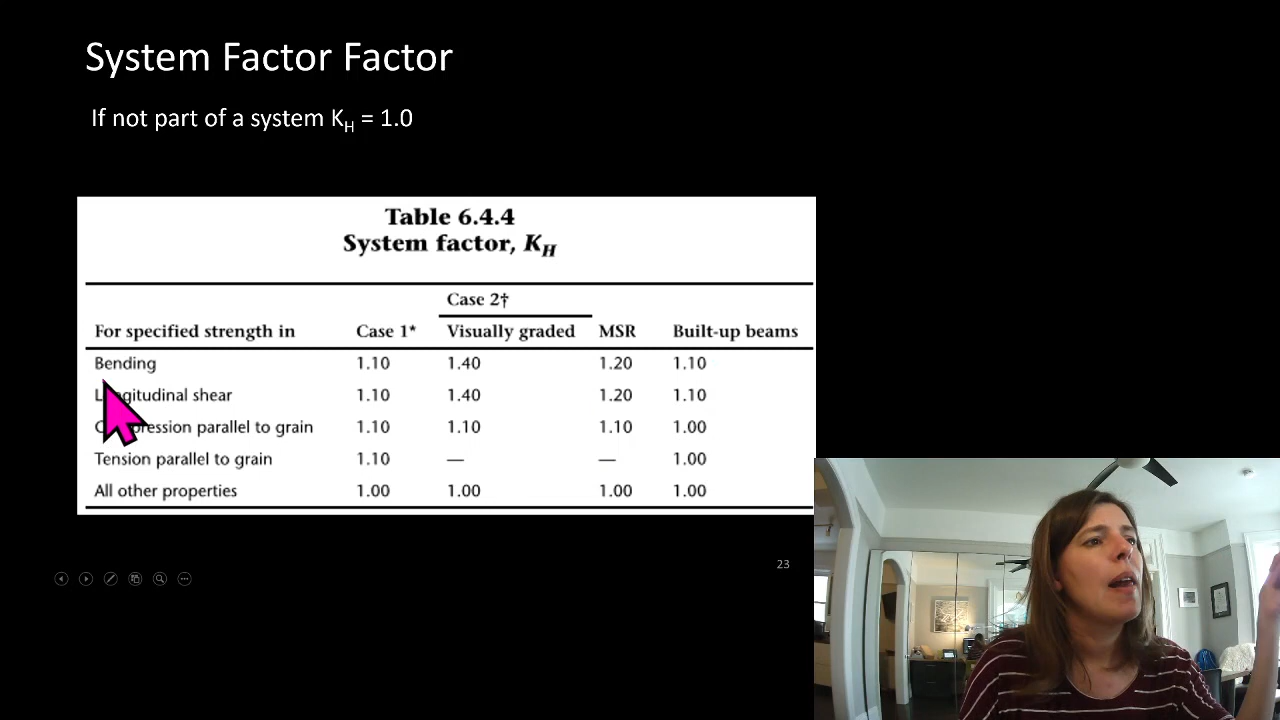 System Factor Factor
If not part of a system KH = 1.0
Table 6.4.4
System factor, KH
Case 2†
For specified strength in Case 1* Visually graded MSR Built-up beams
Bending 1.10 1.40 1.20 1.10
Longitudinal shear 1.10 1.40 1.20 1.10
Compression parallel to grain 1.10 1.10 1.10 1.00
Tension parallel to grain 1.10 — — 1.00
All other properties 1.00 1.00 1.00 1.00
23